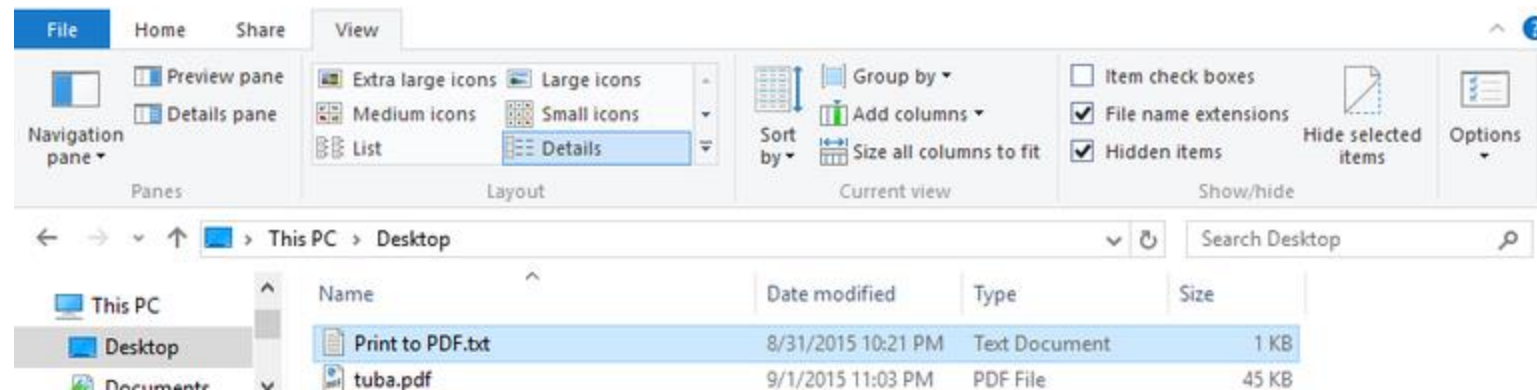 File Home Share View
Preview pane
Details pane
Navigation pane
Panes
Extra large icons Large icons
Medium icons Small icons
List Details
Layout
Sort by
Group by
Add columns
Size all columns to fit
Current view
Item check boxes
File name extensions
Hidden items
Hide selected items
Show/hide
Options
This PC > Desktop
Search Desktop
This PC
Desktop
Documents
Name Date modified Type Size
Print to PDF.txt 8/31/2015 10:21 PM Text Document 1 KB
tuba.pdf 9/1/2015 11:03 PM PDF File 45 KB